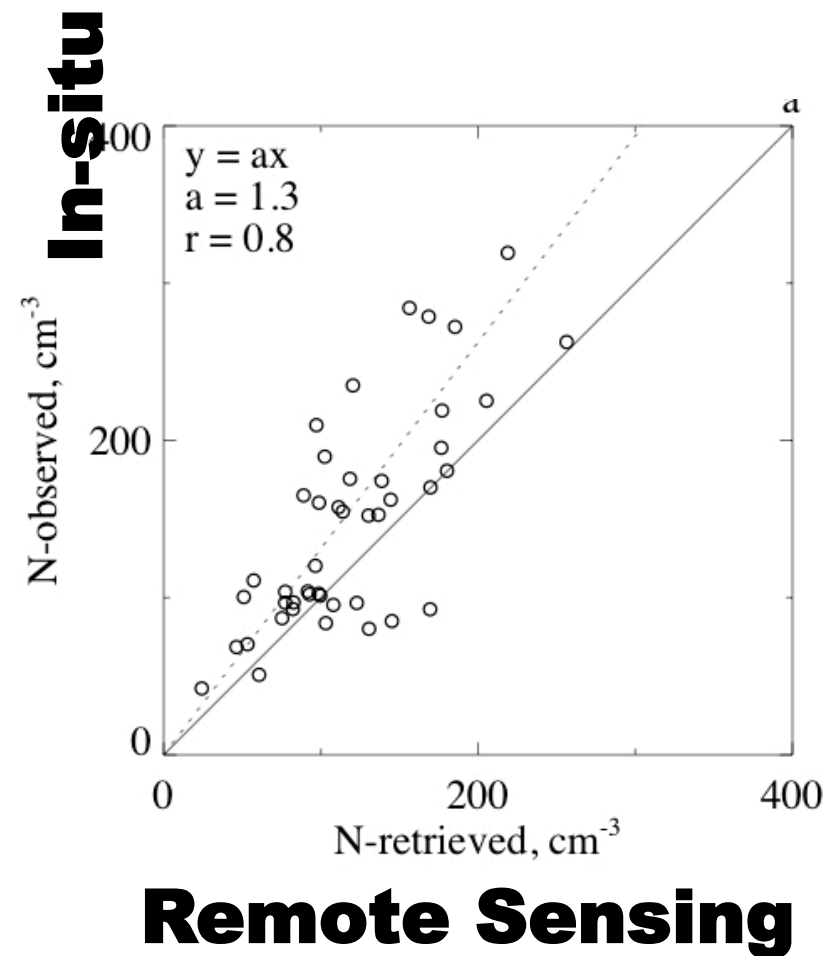 In-situ
a
400
y = ax
a = 1.3
r = 0.8
N-observed, cm-3
200
0
0 200 400
N-retrieved, cm-3
Remote Sensing